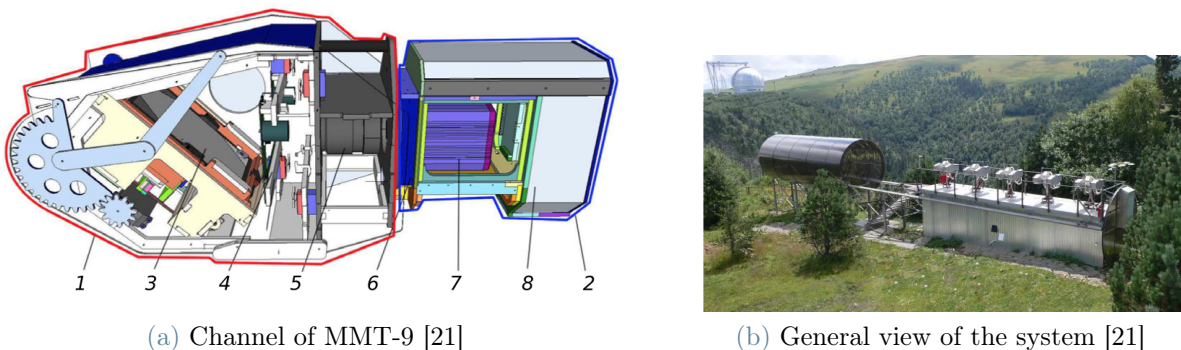 1 3 4 5 6 7 8 2
(a) Channel of MMT-9 [21]
(b) General view of the system [21]